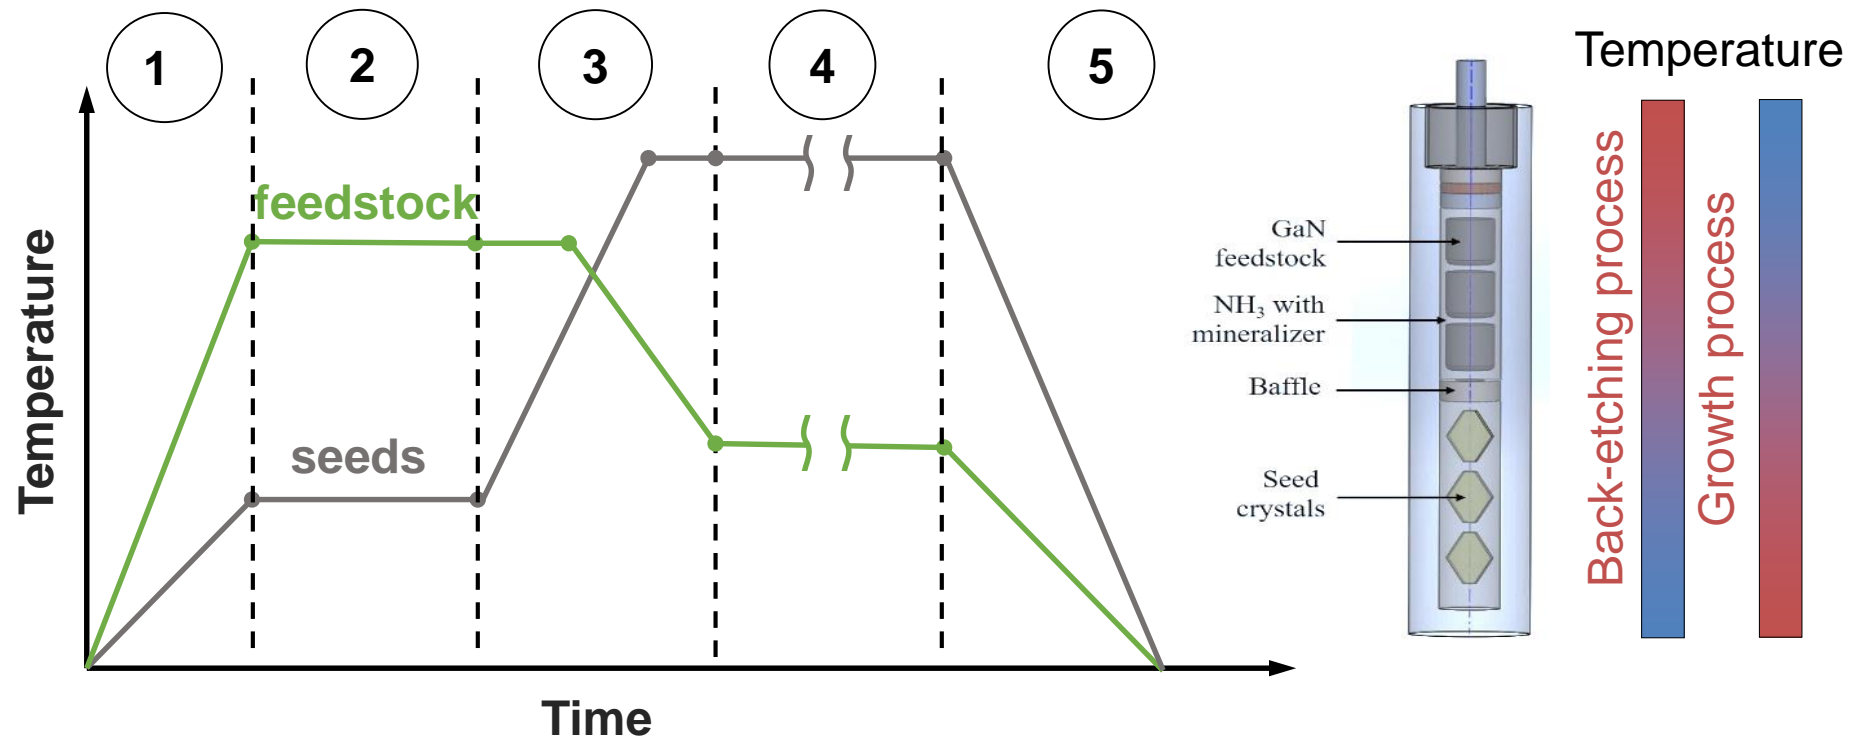 1
2
3
4
5
Temperature
feedstock
seeds
Time
GaN
feedstock
NH₃ with
mineralizer
Baffle
Seed
crystals
Temperature
Back-etching process
Growth process